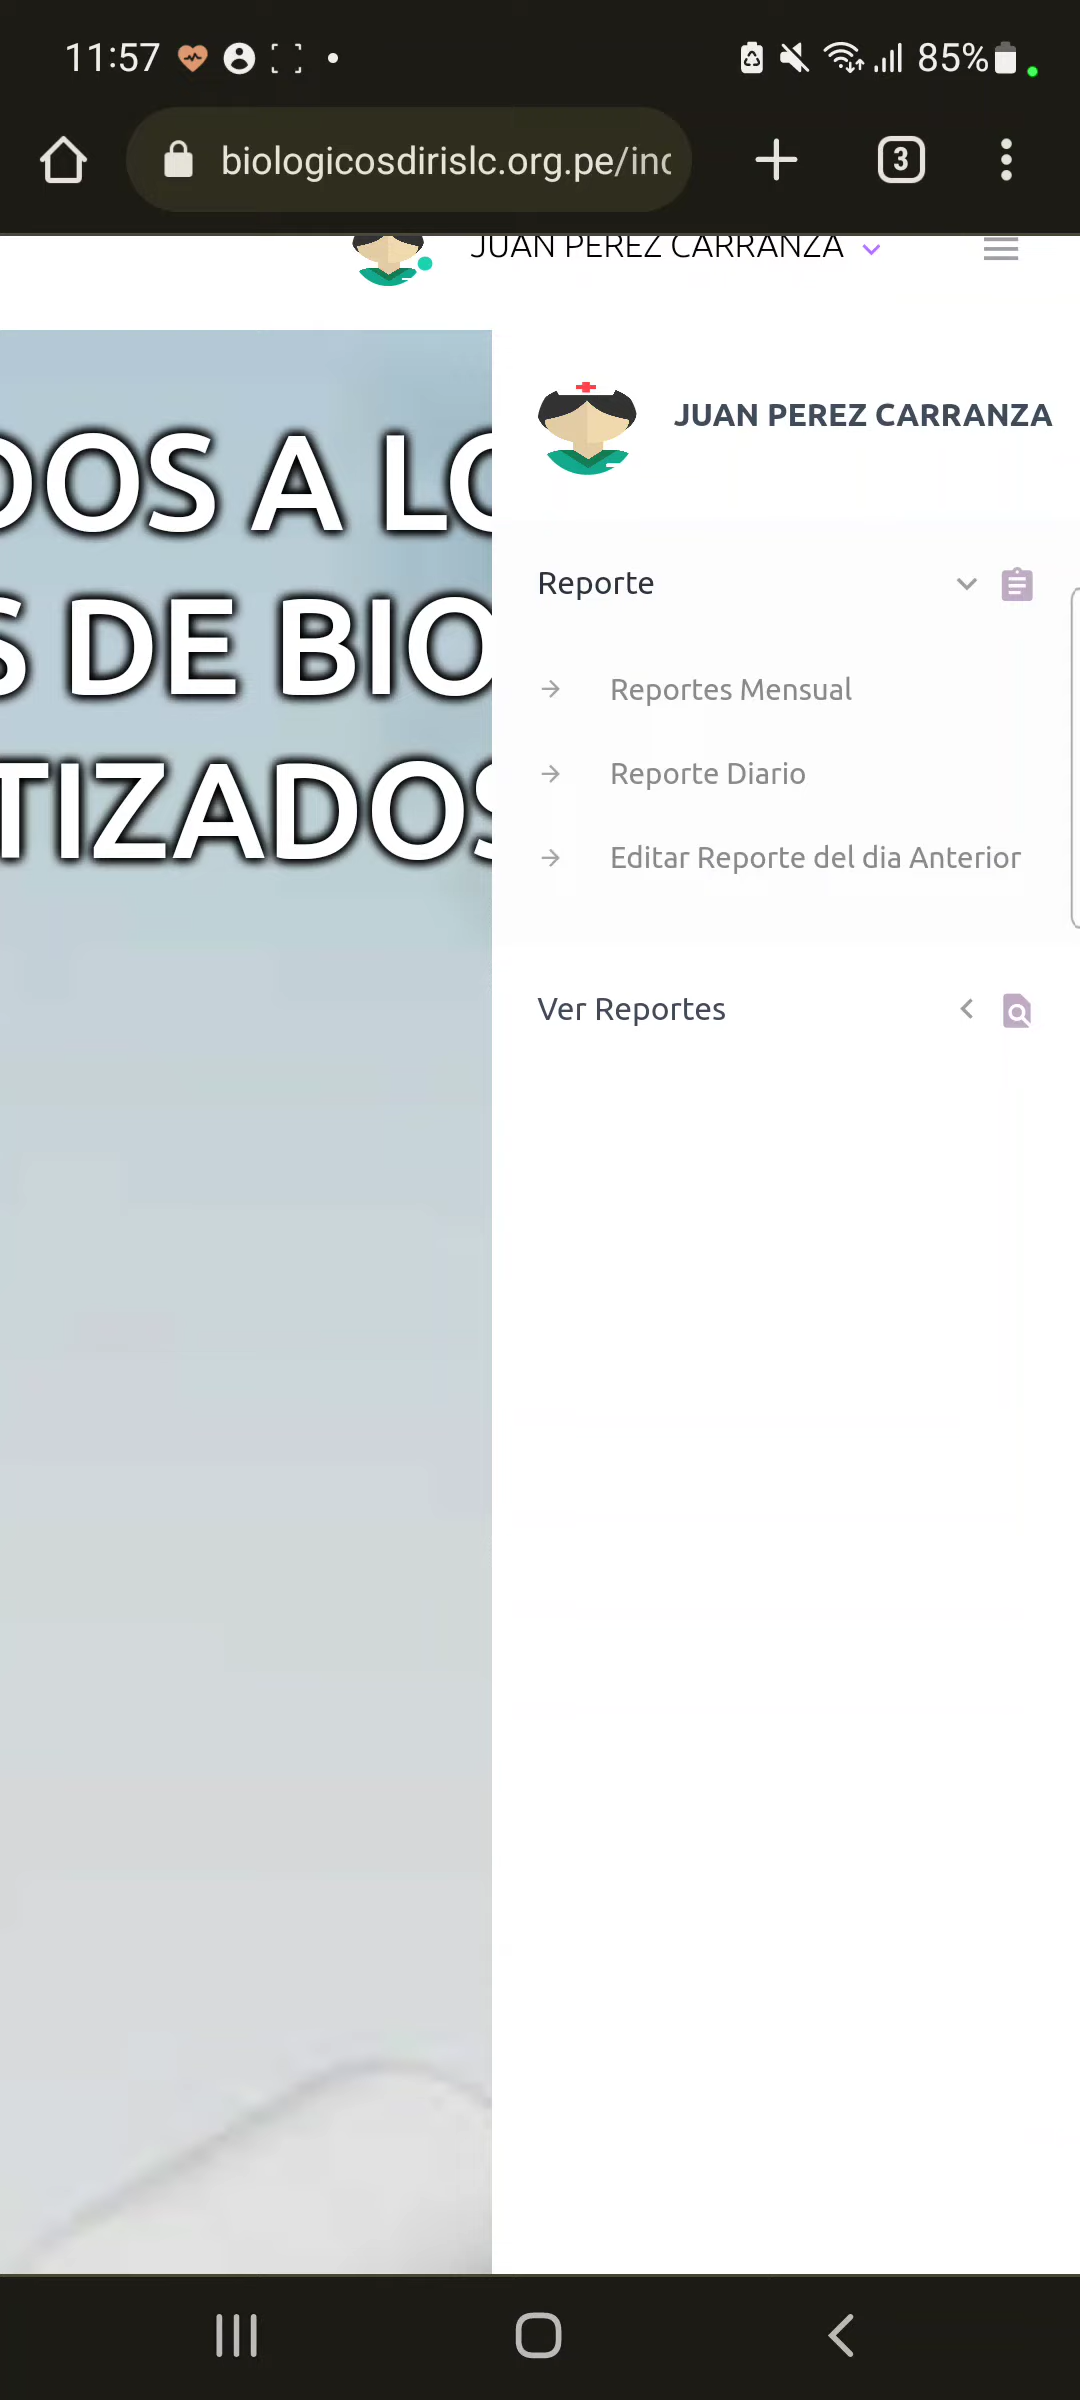 11:57
85%
biologicosdirislc.org.pe/inc
3
JUAN PEREZ CARRANZA
JUAN PEREZ CARRANZA
DOS A LO
S DE BIO
TIZADOS
Reporte
Reportes Mensual
Reporte Diario
Editar Reporte del dia Anterior
Ver Reportes